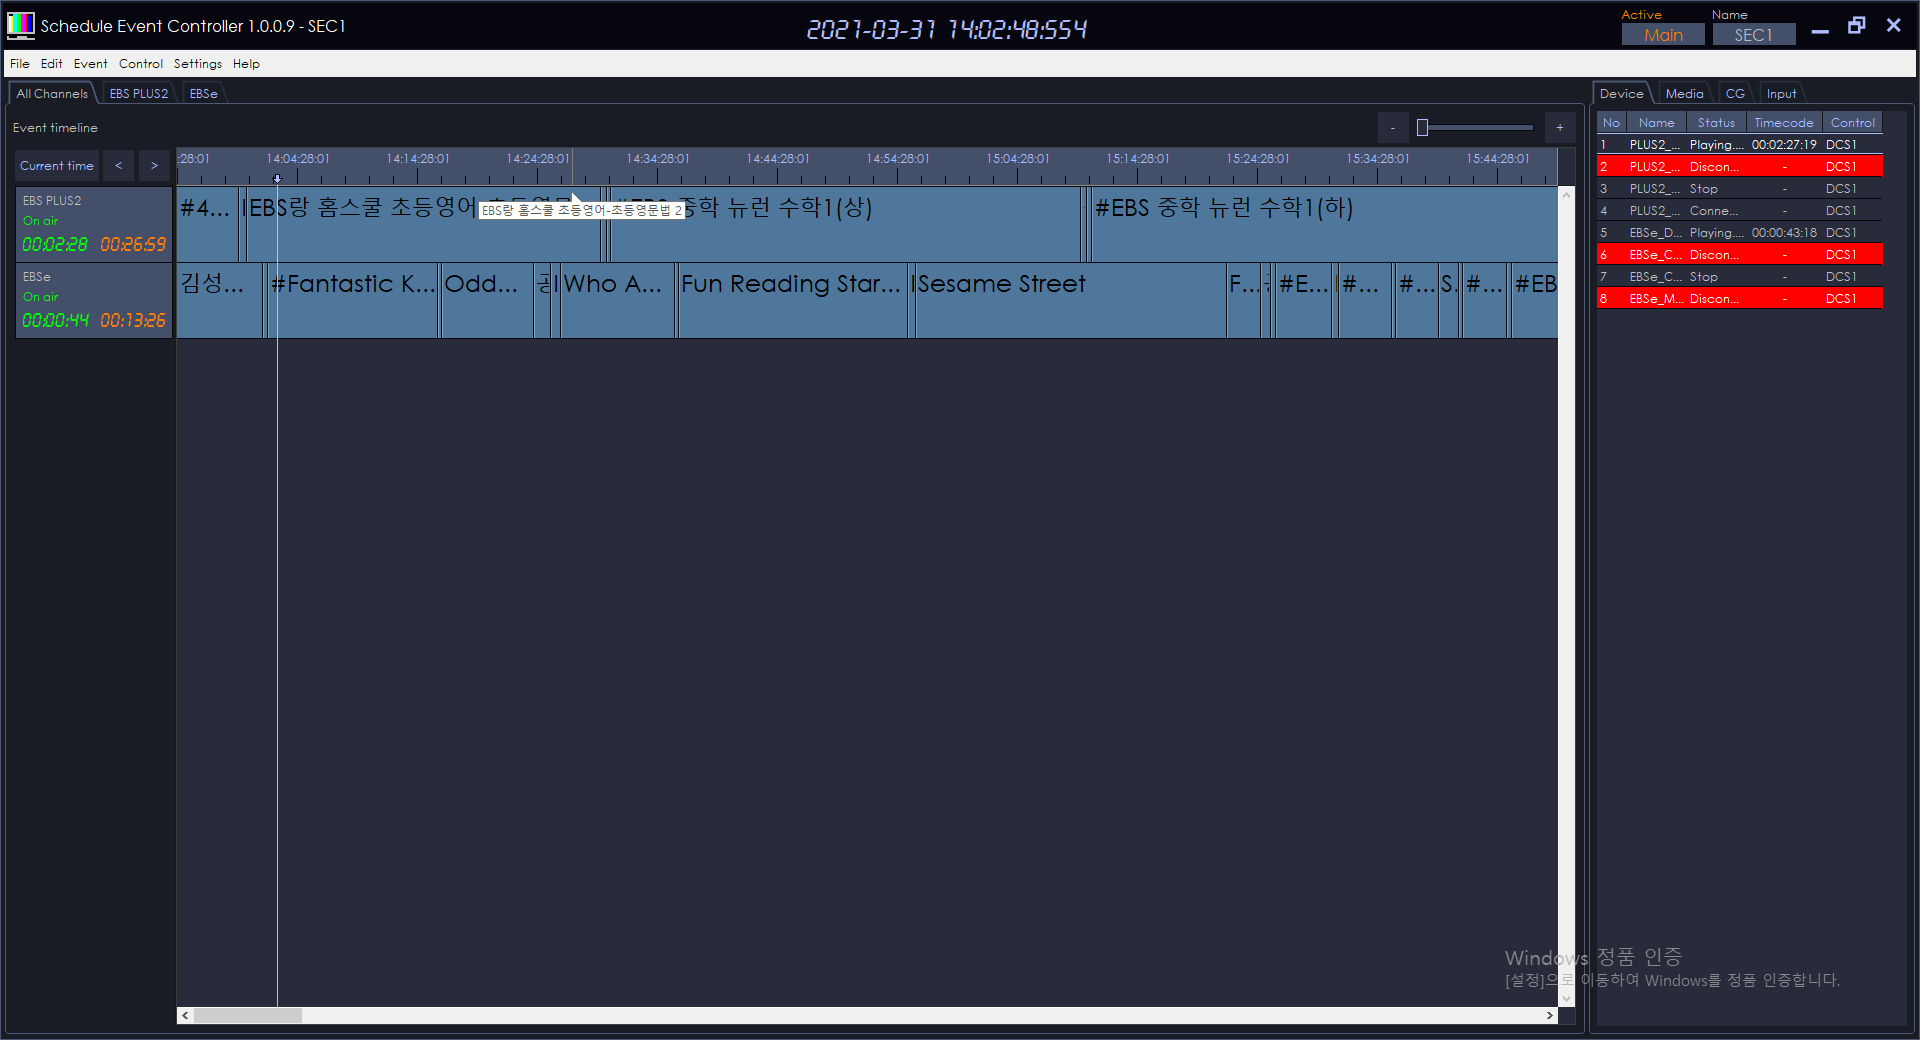 Schedule Event Controller 1.0.0.9 - SEC1
2021-03-31 14:02:48:554
Active Name
Main SEC1
File Edit Event Control Settings Help
All Channels EBS PLUS2 EBSe
Event timeline
- +
Current time < >
:28:01 14:04:28:01 14:14:28:01 14:24:28:01 14:34:28:01 14:44:28:01 14:54:28:01 15:04:28:01 15:14:28:01 15:24:28:01 15:34:28:01 15:44:28:01
EBS PLUS2
On air
00:02:28 00:26:59
#4... EBS랑 홈스쿨 초등영어 중학 뉴런 수학1(상) #EBS 중학 뉴런 수학1(하)
EBS랑 홈스쿨 초등영어-초등영문법 2
EBSe
On air
00:00:44 00:13:26
김성... #Fantastic K... Odd... Who A... Fun Reading Star... Sesame Street F... #E... #... #... S. #... #EB
Device Media CG Input
No Name Status Timecode Control
1 PLUS2_... Playing.... 00:02:27:19 DCS1
2 PLUS2_... Discon... - DCS1
3 PLUS2_... Stop - DCS1
4 PLUS2_... Conne... - DCS1
5 EBSe_D... Playing.... 00:00:43:18 DCS1
6 EBSe_C... Discon... - DCS1
7 EBSe_C... Stop - DCS1
8 EBSe_M... Discon... - DCS1
Windows 정품 인증
[설정]으로 이동하여 Windows를 정품 인증합니다.